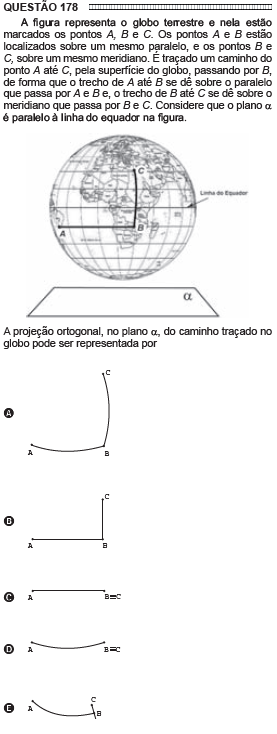 QUESTÃO 178
A figura representa o globo terrestre e nela estão
marcados os pontos A, B e C. Os pontos A e B estão
localizados sobre um mesmo paralelo, e os pontos B e
C, sobre um mesmo meridiano. É traçado um caminho do
ponto A até C, pela superfície do globo, passando por B,
de forma que o trecho de A até B se dê sobre o paralelo
que passa por A e B e, o trecho de B até C se dê sobre o
meridiano que passa por B e C. Considere que o plano α
é paralelo à linha do equador na figura.
C
Linha do Equador
A
B
α
A projeção ortogonal, no plano α, do caminho traçado no
globo pode ser representada por
C
A
A
B
C
B
A
B
C
A
B≡C
D
A
B≡C
E
A
C
B